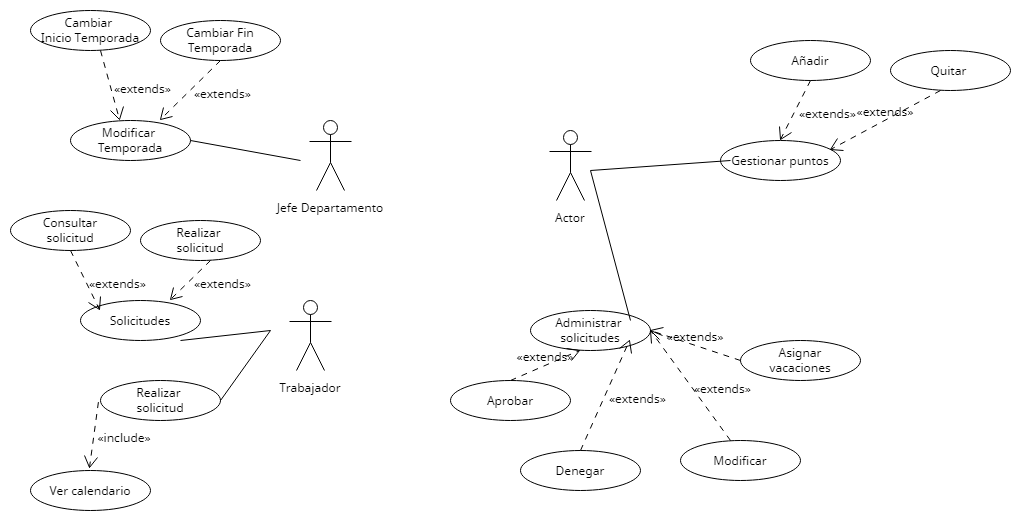 Cambiar
Inicio Temporada
Cambiar Fin
Temporada
«extends»
«extends»
Modificar
Temporada
Jefe Departamento
Consultar
solicitud
Realizar
solicitud
«extends»
«extends»
Solicitudes
Trabajador
Realizar
solicitud
«include»
Ver calendario
Añadir
Quitar
«extends»
«extends»
Gestionar puntos
Actor
Administrar
solicitudes
«extends»
Asignar
vacaciones
«extends»
Aprobar
«extends»
«extends»
Denegar
Modificar